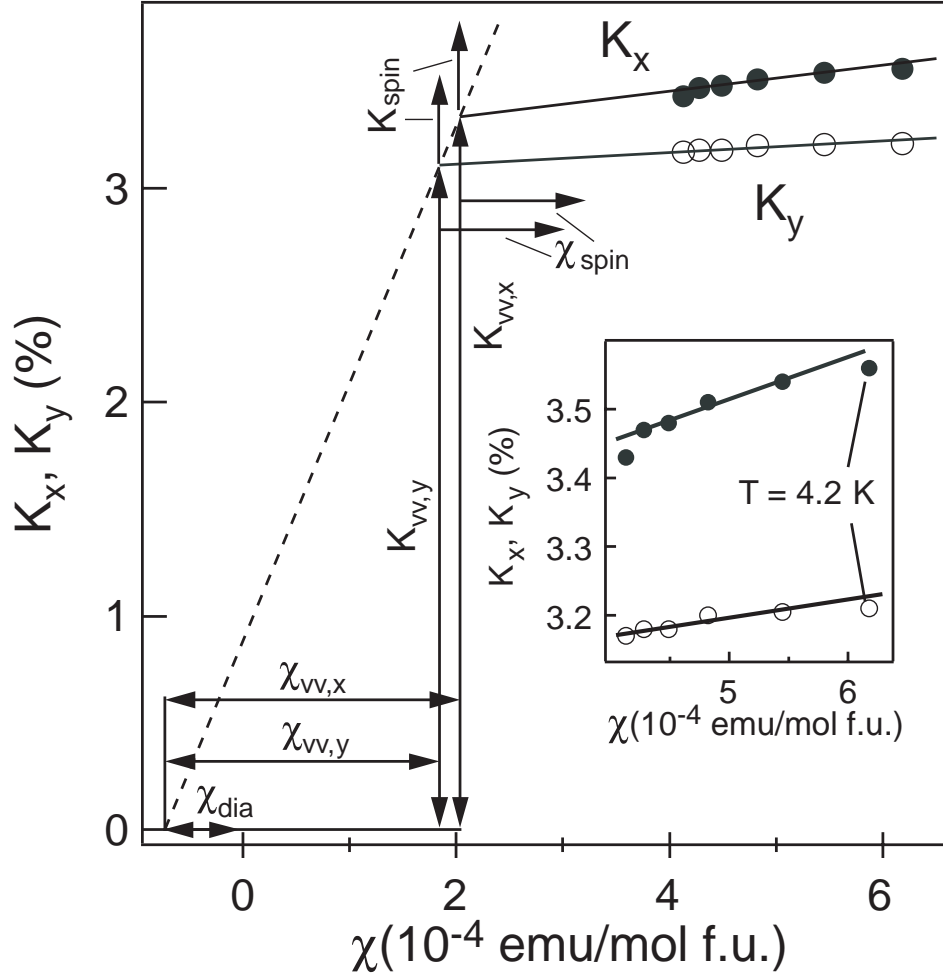 K_x
K_spin
3
K_y
χ_spin
K_vv,x
K_x, K_y (%)
2
3.5
K_x, K_y (%)
3.4
T = 4.2 K
K_vv,y
3.3
1
3.2
χ_vv,x
5 6
χ(10^-4 emu/mol f.u.)
χ_vv,y
χ_dia
0
0 2 4 6
χ(10^-4 emu/mol f.u.)